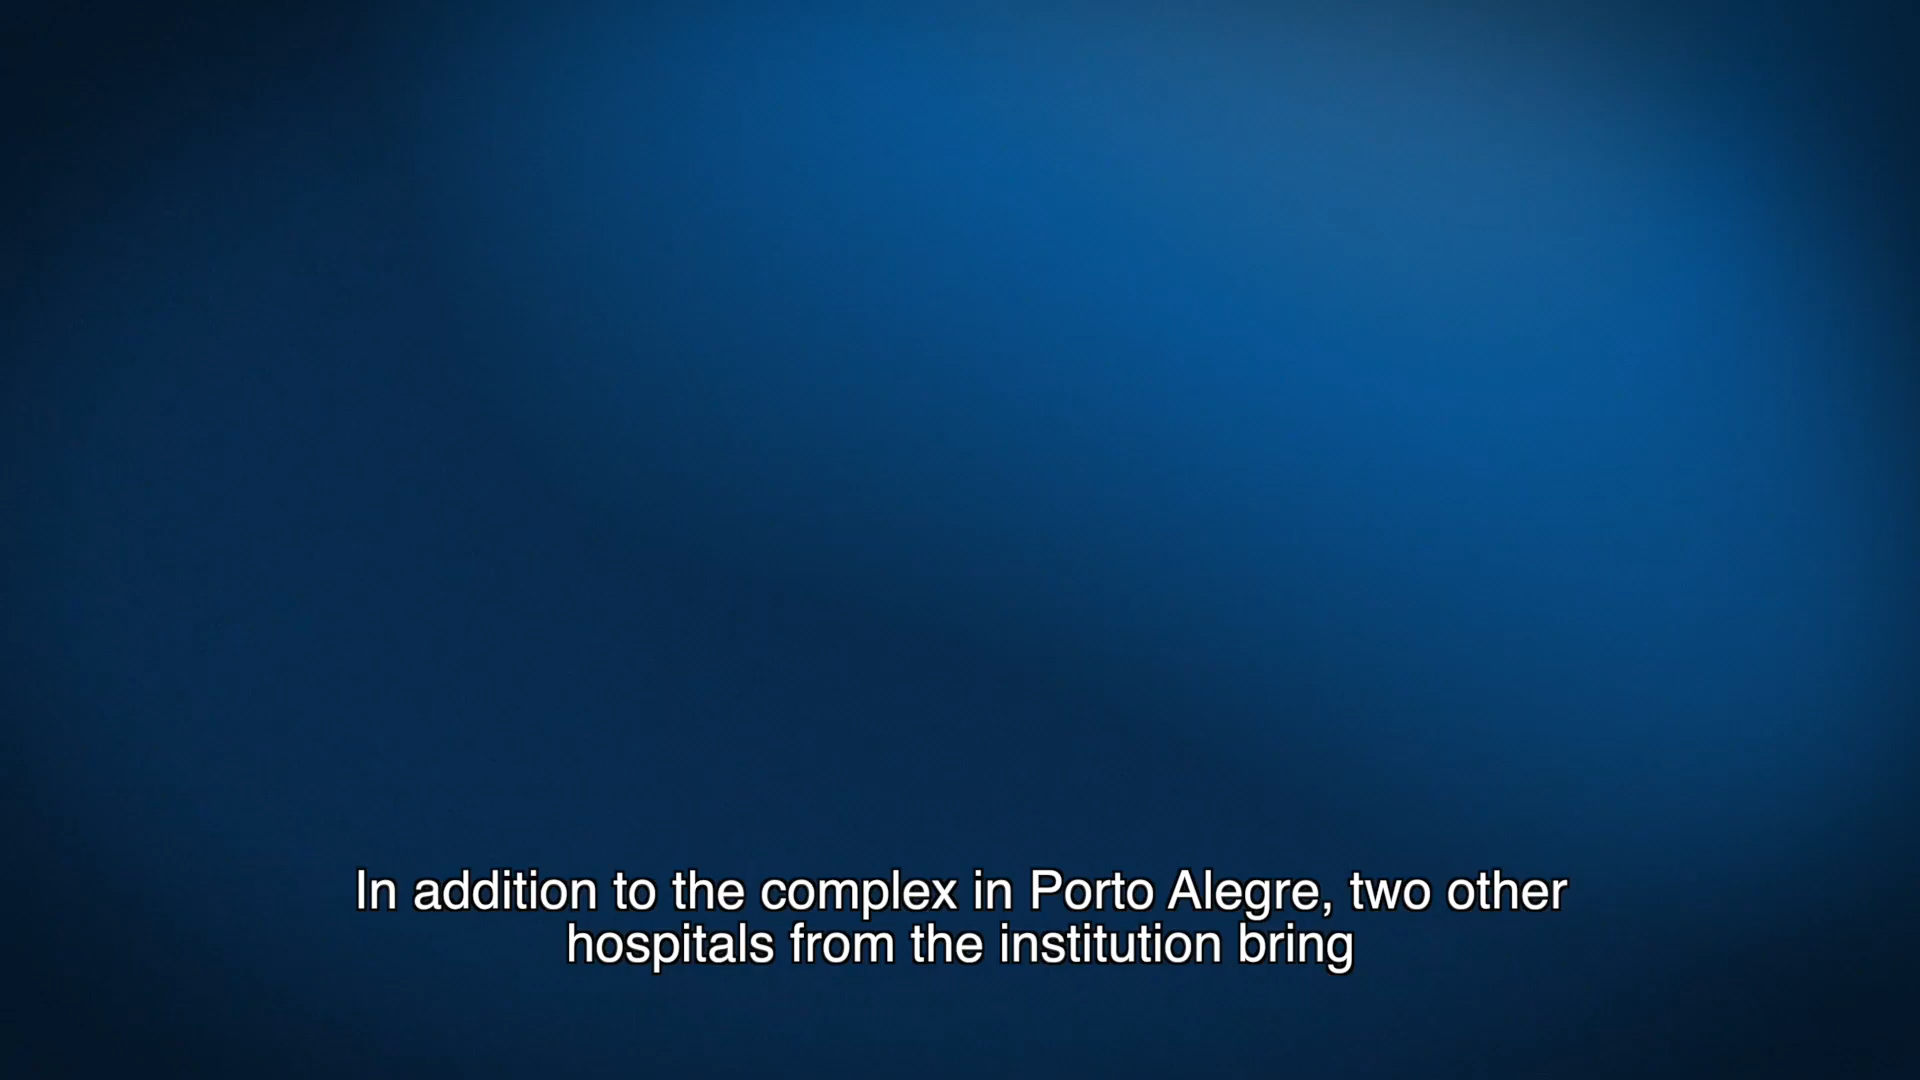 In addition to the complex in Porto Alegre, two other
hospitals from the institution bring